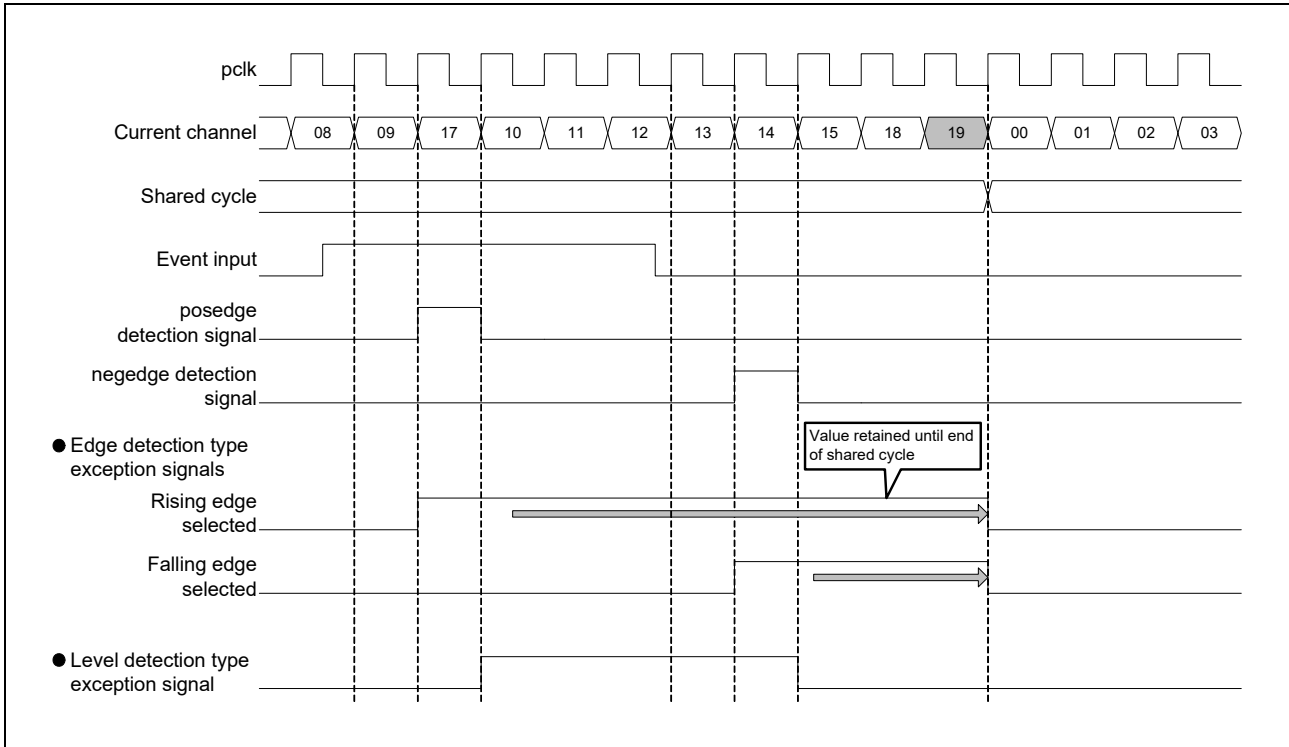 pclk
Current channel
08 09 17 10 11 12 13 14 15 18 19 00 01 02 03
Shared cycle
Event input
posedge
detection signal
negedge detection
signal
● Edge detection type
exception signals
Value retained until end
of shared cycle
Rising edge
selected
Falling edge
selected
● Level detection type
exception signal